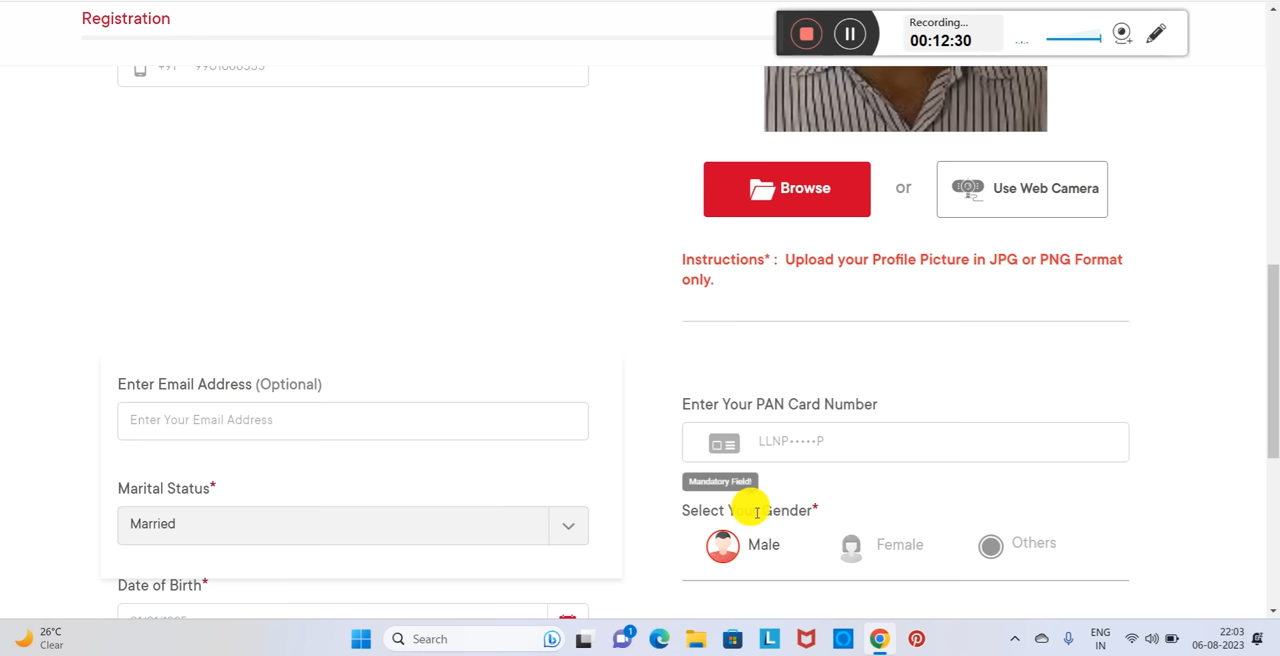 Registration
Recording...
00:12:30
+91
Browse
or
Use Web Camera
Instructions* : Upload your Profile Picture in JPG or PNG Format
only.
Enter Email Address (Optional)
Enter Your Email Address
Marital Status*
Married
Date of Birth*
Enter Your PAN Card Number
LLNP•••••P
Mandatory Field!
Select Your Gender*
Male
Female
Others
26°C
Clear
Search
1
ENG
IN
22:03
06-08-2023